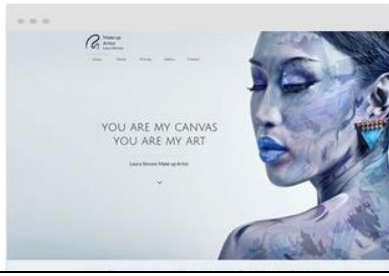 Make up
Artist
Home About Pricing Gallery Contact
YOU ARE MY CANVAS
YOU ARE MY ART
Laura Simson Make up Artist